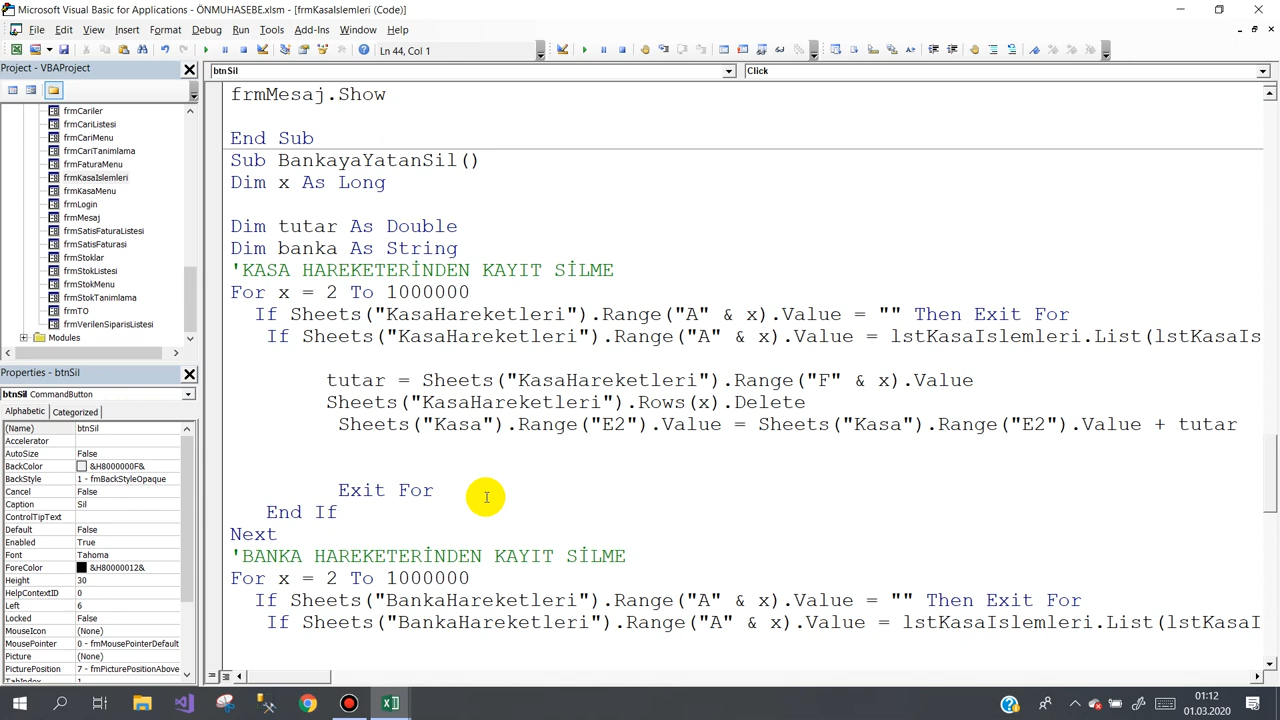 Microsoft Visual Basic for Applications - ÖNMUHASEBE.xlsm - [frmKasaIslemleri (Code)]
File Edit View Insert Format Debug Run Tools Add-Ins Window Help
Ln 44, Col 1
Project - VBAProject
frmCariler
frmCariListesi
frmCariMenu
frmCariTanimlama
frmFaturaMenu
frmKasaIslemleri
frmKasaMenu
frmLogin
frmMesaj
frmSatisFaturaListesi
frmSatisFaturasi
frmStoklar
frmStokListesi
frmStokMenu
frmStokTanimlama
frmTO
frmVerilenSiparisListesi
Modules
Properties - btnSil
btnSil CommandButton
Alphabetic Categorized
(Name) btnSil
Accelerator
AutoSize False
BackColor &H8000000F&
BackStyle 1 - fmBackStyleOpaque
Cancel False
Caption Sil
ControlTipText
Default False
Enabled True
Font Tahoma
ForeColor &H80000012&
Height 30
HelpContextID 0
Left 6
Locked False
MouseIcon (None)
MousePointer 0 - fmMousePointerDefault
Picture (None)
PicturePosition 7 - fmPicturePositionAbove
TabIndex 1
btnSil Click
frmMesaj.Show
End Sub
Sub BankayaYatanSil()
Dim x As Long
Dim tutar As Double
Dim banka As String
'KASA HAREKETERİNDEN KAYIT SİLME
For x = 2 To 1000000
If Sheets("KasaHareketleri").Range("A" & x).Value = "" Then Exit For
If Sheets("KasaHareketleri").Range("A" & x).Value = lstKasaIslemleri.List(lstKasaIs
tutar = Sheets("KasaHareketleri").Range("F" & x).Value
Sheets("KasaHareketleri").Rows(x).Delete
Sheets("Kasa").Range("E2").Value = Sheets("Kasa").Range("E2").Value + tutar
Exit For
End If
Next
'BANKA HAREKETERİNDEN KAYIT SİLME
For x = 2 To 1000000
If Sheets("BankaHareketleri").Range("A" & x).Value = "" Then Exit For
If Sheets("BankaHareketleri").Range("A" & x).Value = lstKasaIslemleri.List(lstKasaI
01:12
01.03.2020